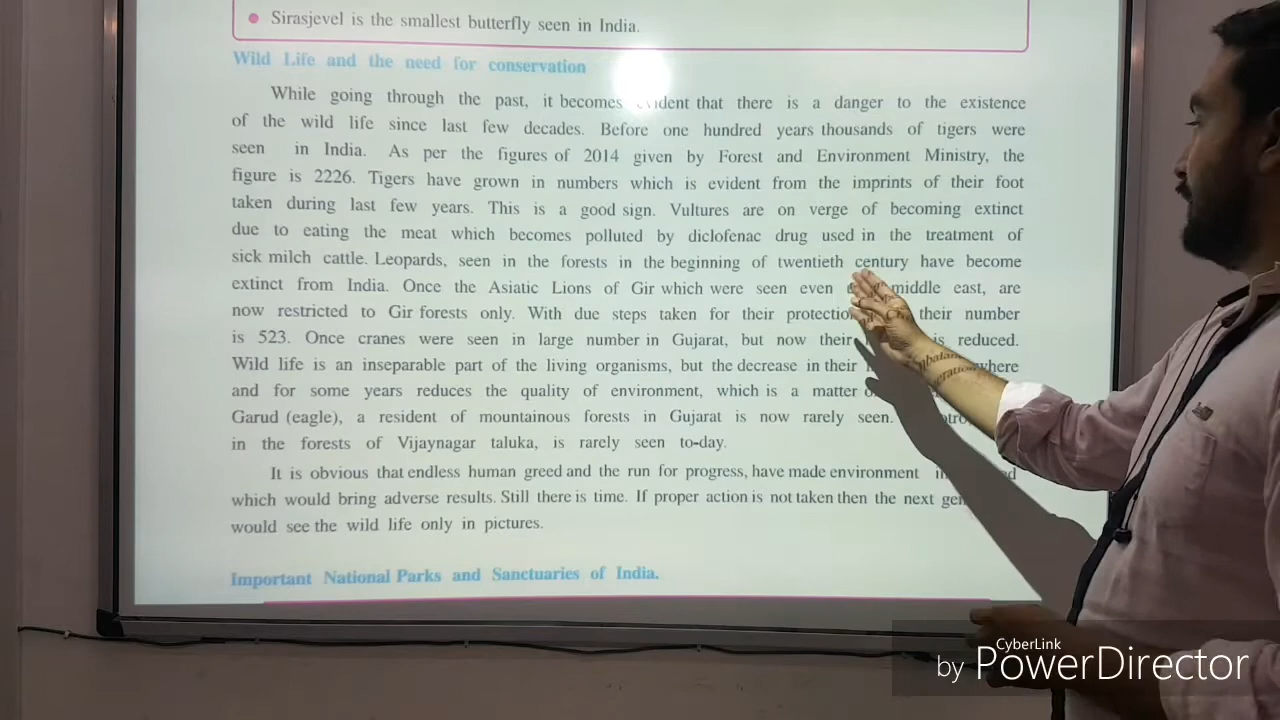 Sirasjevel is the smallest butterfly seen in India.
Wild Life and the need for conservation
While going through the past, it becomes evident that there is a danger to the existence
of the wild life since last few decades. Before one hundred years thousands of tigers were
seen in India. As per the figures of 2014 given by Forest and Environment Ministry, the
figure is 2226. Tigers have grown in numbers which is evident from the imprints of their foot
taken during last few years. This is a good sign. Vultures are on verge of becoming extinct
due to eating the meat which becomes polluted by diclofenac drug used in the treatment of
sick milch cattle. Leopards, seen in the forests in the beginning of twentieth century have become
extinct from India. Once the Asiatic Lions of Gir which were seen even middle east, are
now restricted to Gir forests only. With due steps taken for their protection their number
is 523. Once cranes were seen in large number in Gujarat, but now their is reduced.
Wild life is an inseparable part of the living organisms, but the decrease in their
and for some years reduces the quality of environment, which is a matter
Garud (eagle), a resident of mountainous forests in Gujarat is now rarely seen.
in the forests of Vijaynagar taluka, is rarely seen to-day.
It is obvious that endless human greed and the run for progress, have made environment
which would bring adverse results. Still there is time. If proper action is not taken then the next
would see the wild life only in pictures.
Important National Parks and Sanctuaries of India.
CyberLink
by PowerDirector